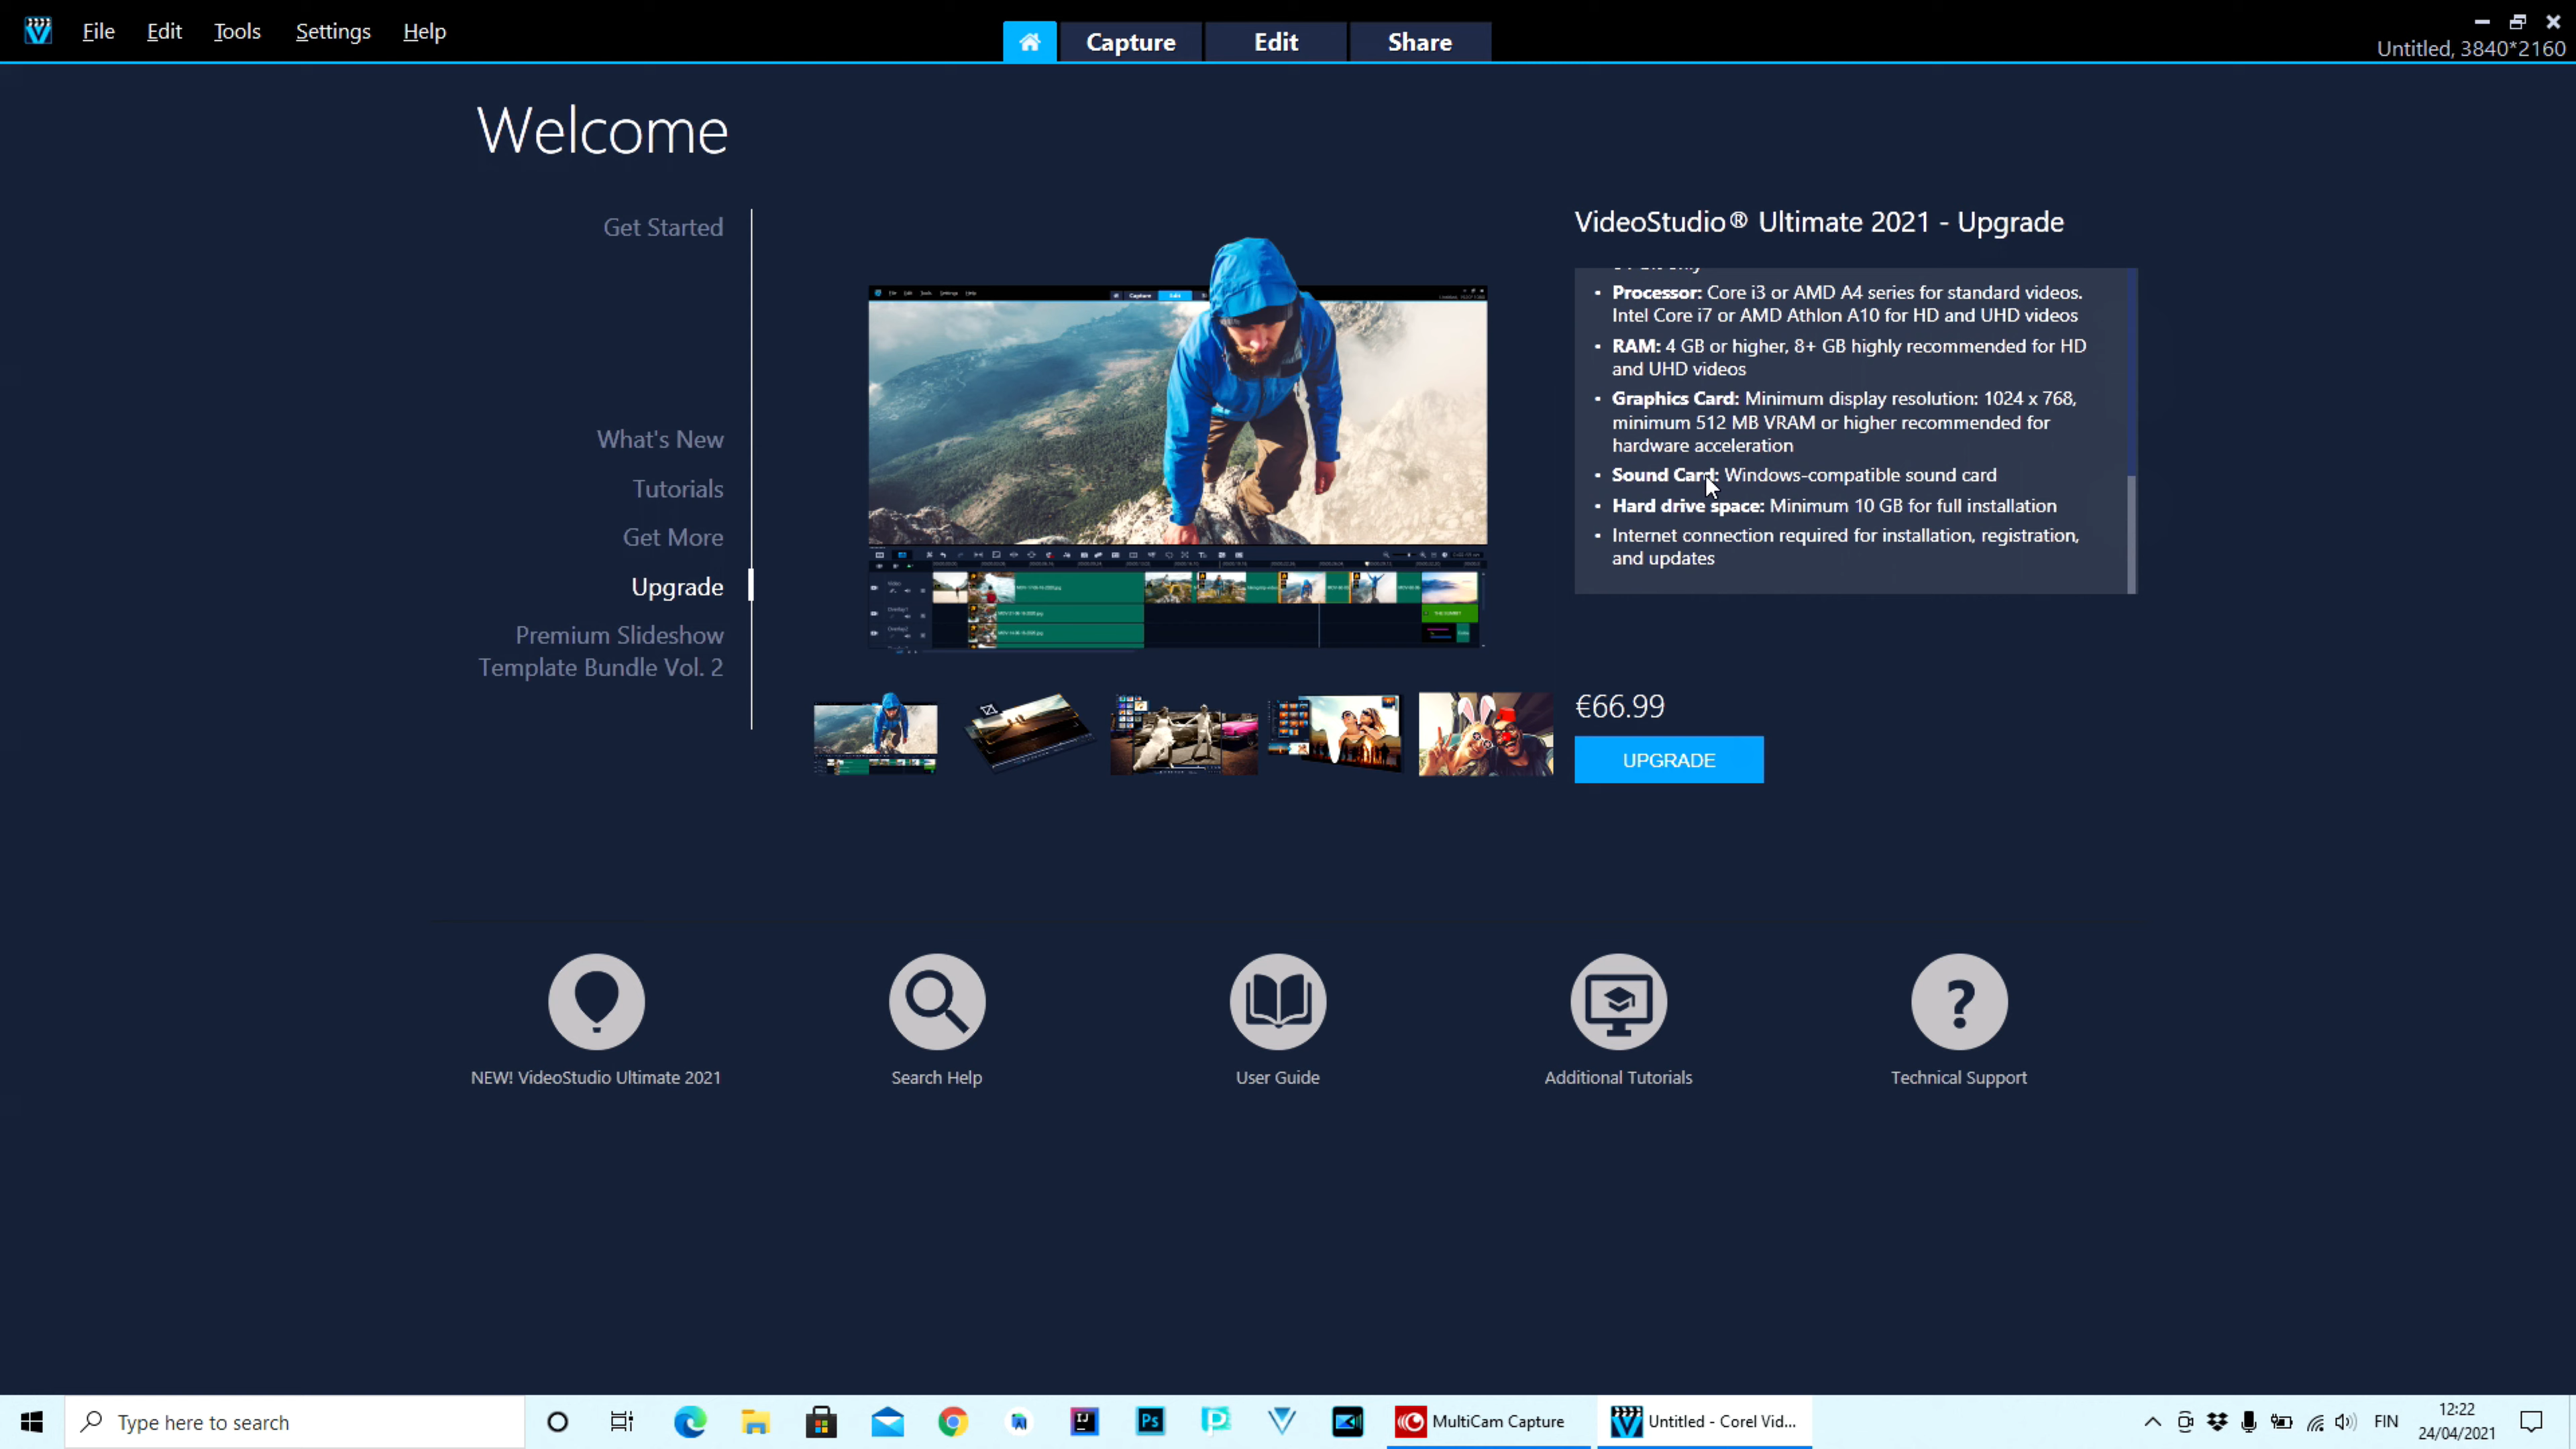 File Edit Tools Settings Help
Capture Edit Share
Untitled, 3840*2160
Welcome
Get Started
What's New
Tutorials
Get More
Upgrade
Premium Slideshow
Template Bundle Vol. 2
VideoStudio® Ultimate 2021 - Upgrade
• Processor: Core i3 or AMD A4 series for standard videos.
Intel Core i7 or AMD Athlon A10 for HD and UHD videos
• RAM: 4 GB or higher, 8+ GB highly recommended for HD
and UHD videos
• Graphics Card: Minimum display resolution: 1024 x 768,
minimum 512 MB VRAM or higher recommended for
hardware acceleration
• Sound Card: Windows-compatible sound card
• Hard drive space: Minimum 10 GB for full installation
• Internet connection required for installation, registration,
and updates
€66.99
UPGRADE
NEW! VideoStudio Ultimate 2021
Search Help
User Guide
Additional Tutorials
Technical Support
Type here to search
MultiCam Capture
Untitled - Corel Vid...
FIN
12:22
24/04/2021